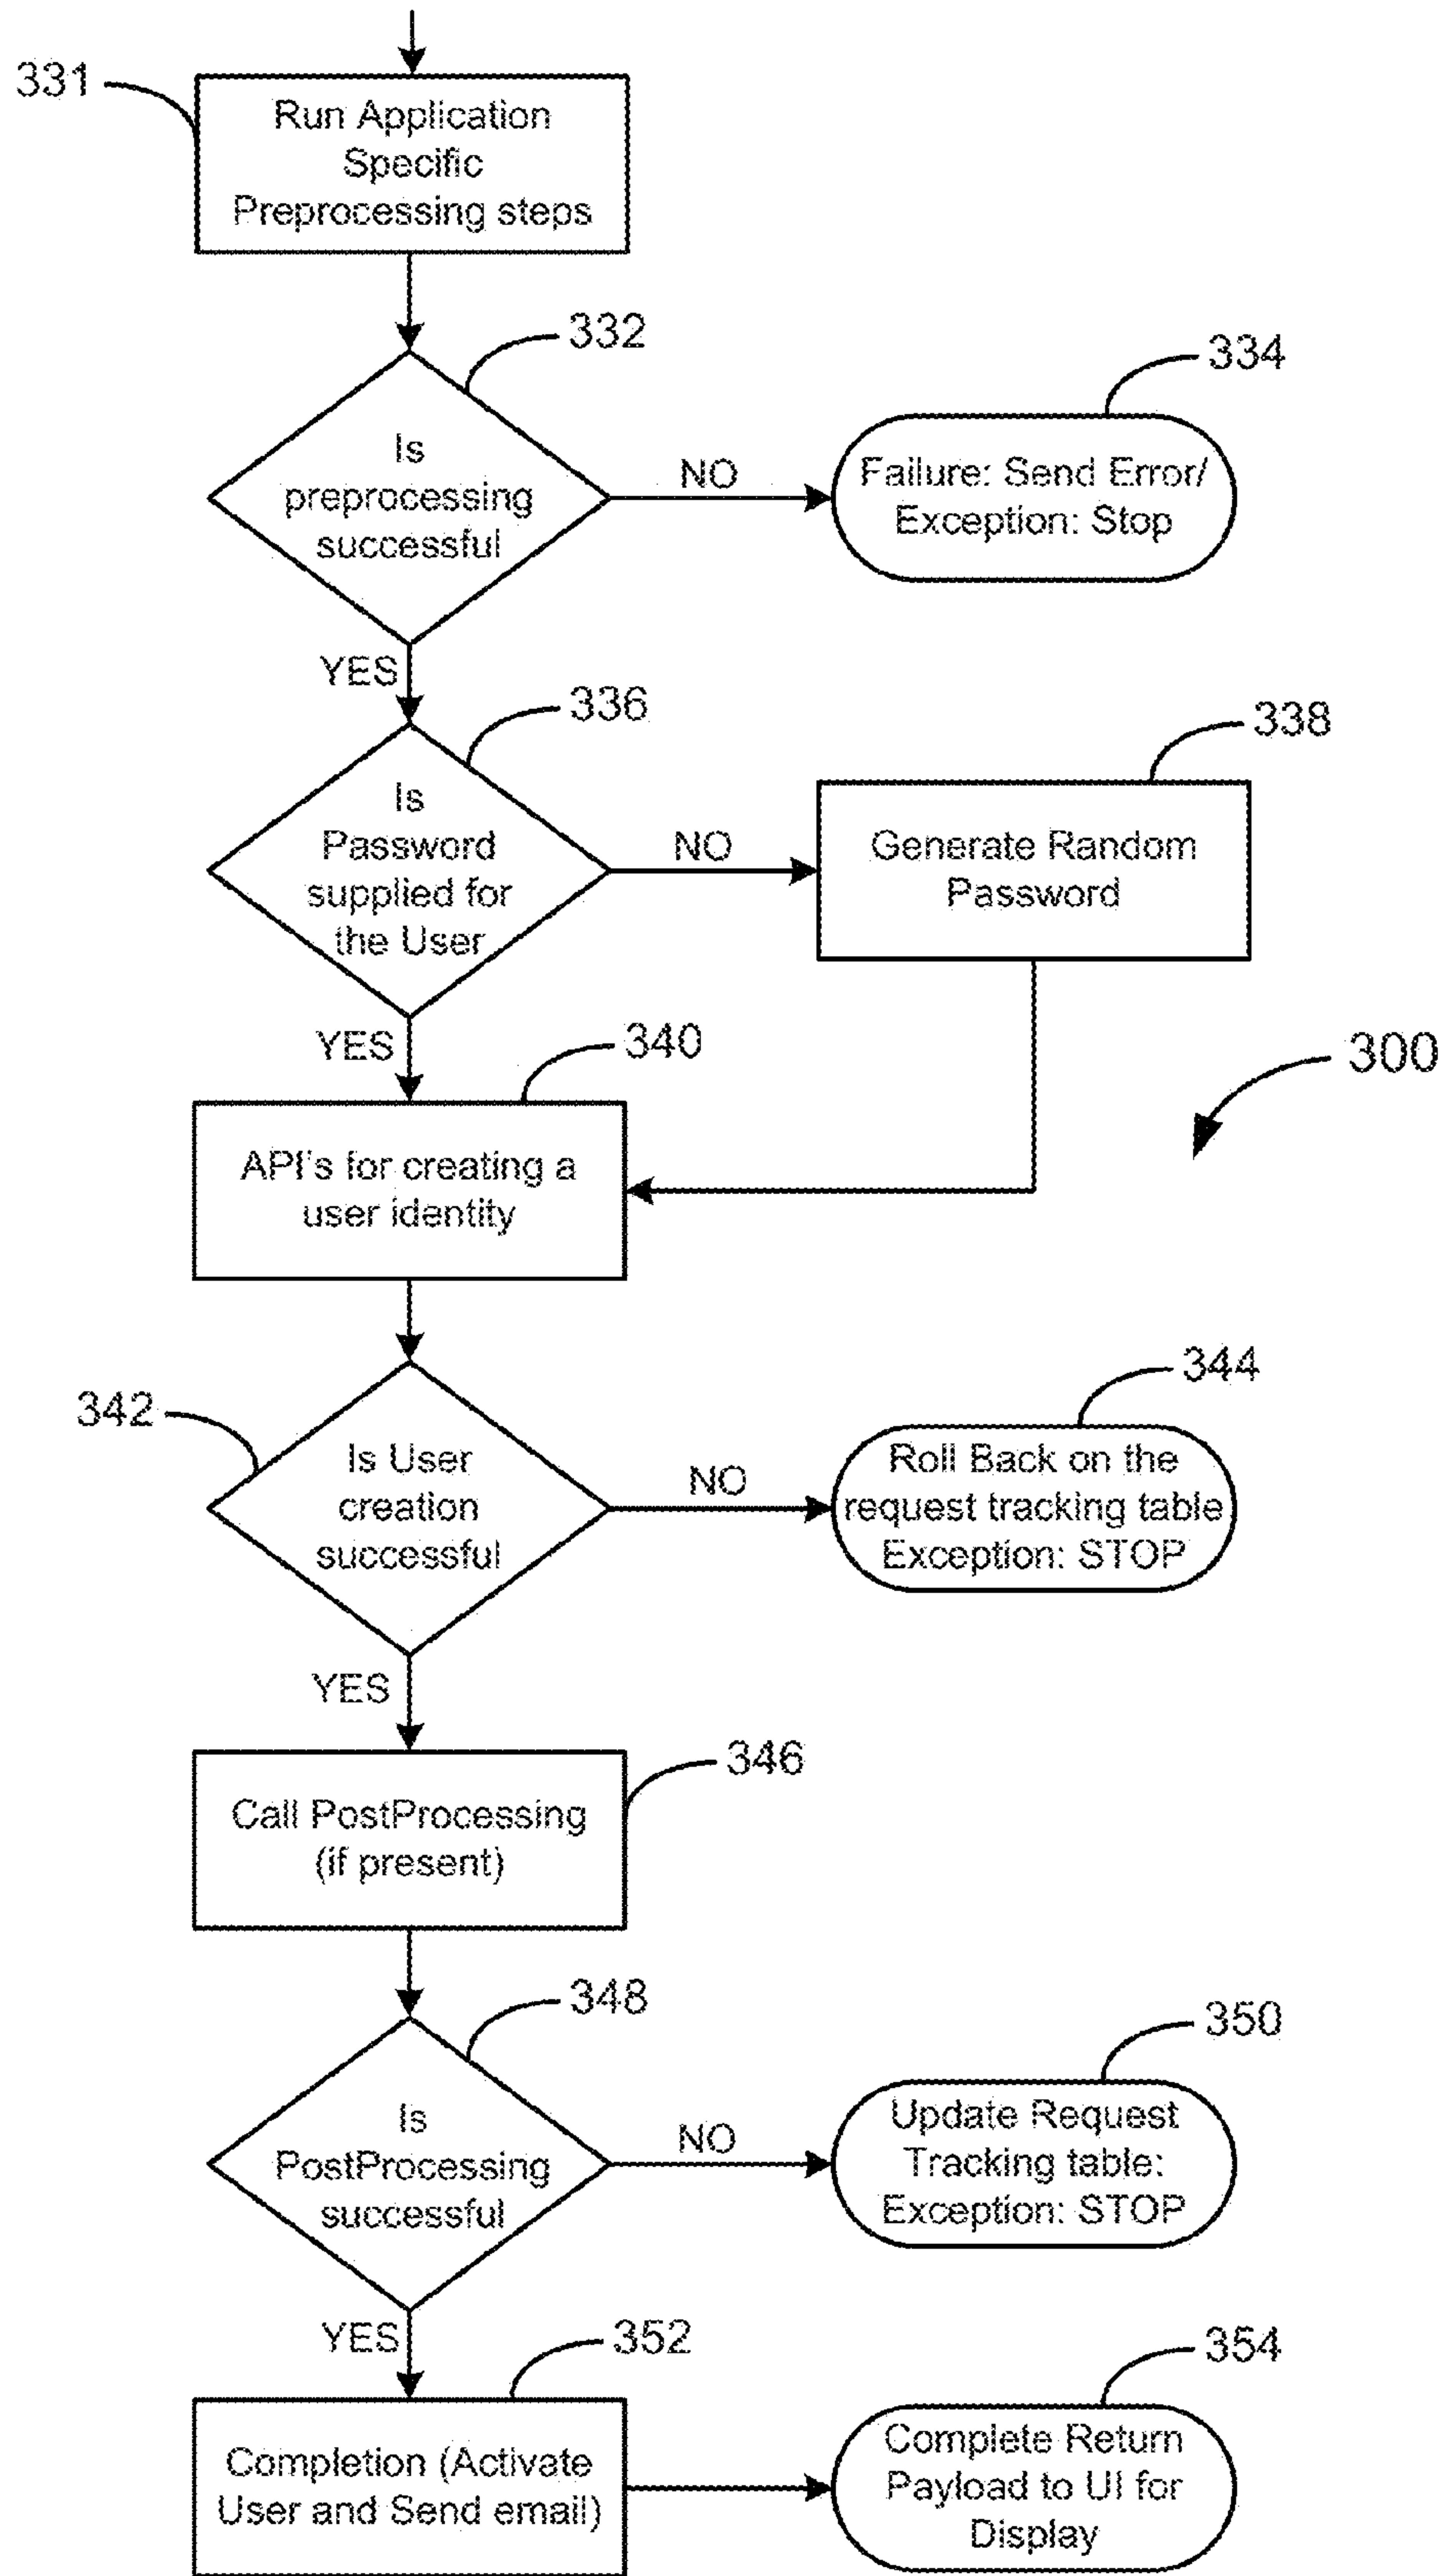 331
Run Application
Specific
Preprocessing steps
332
334
Is
preprocessing
successful
NO
Failure: Send Error/
Exception: Stop
YES
336
338
Is
Password
supplied for
the User
NO
Generate Random
Password
YES
340
300
API's for creating a
user identity
342
344
Is User
creation
successful
NO
Roll Back on the
request tracking table
Exception: STOP
YES
346
Call PostProcessing
(if present)
348
350
Is
PostProcessing
successful
NO
Update Request
Tracking table:
Exception: STOP
YES
352
354
Completion (Activate
User and Send email)
Complete Return
Payload to UI for
Display